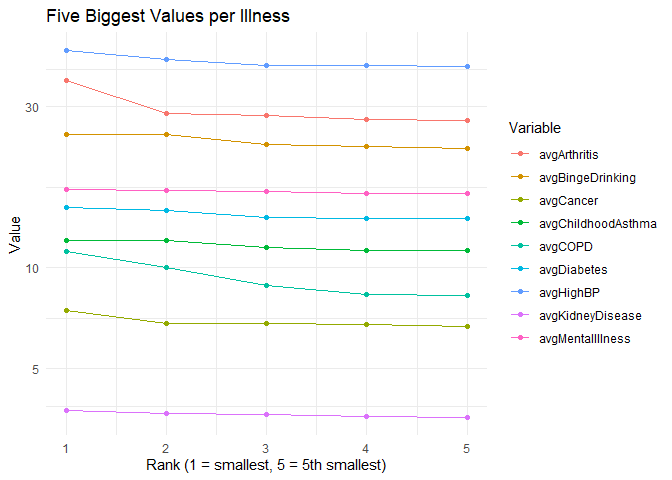 Five Biggest Values per Illness
Value
30
10
5
1 2 3 4 5
Rank (1 = smallest, 5 = 5th smallest)
Variable
avgArthritis
avgBingeDrinking
avgCancer
avgChildhoodAsthma
avgCOPD
avgDiabetes
avgHighBP
avgKidneyDisease
avgMentalIllness